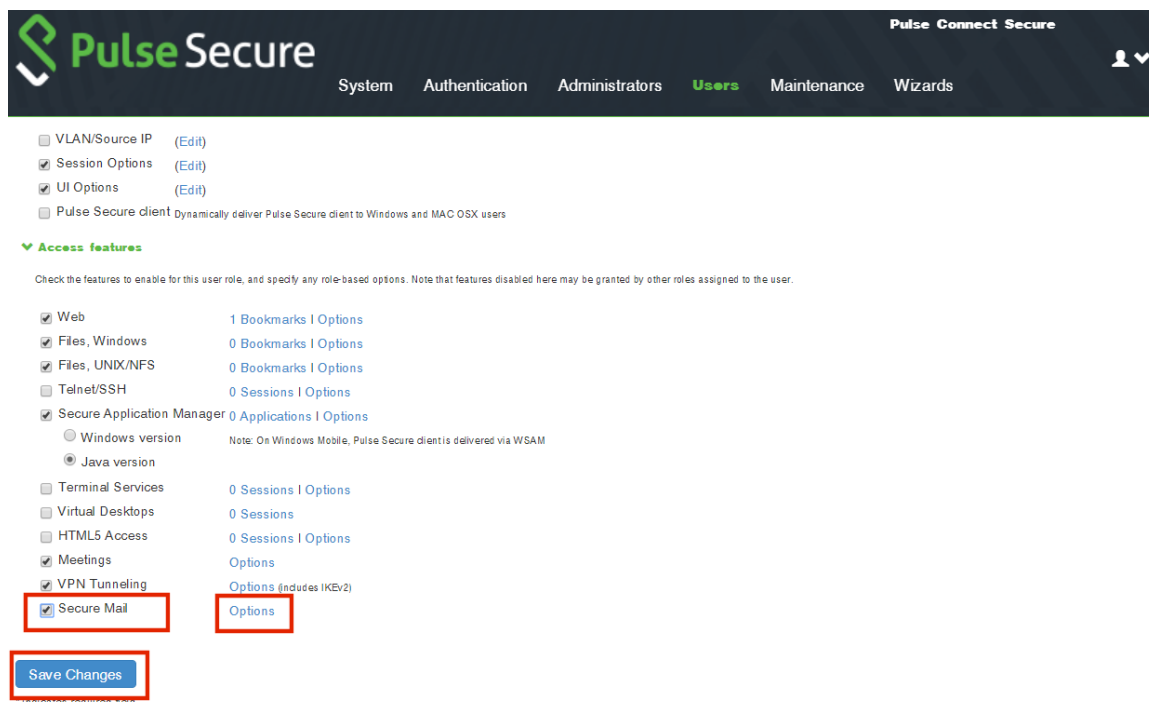 Pulse Connect Secure
Pulse Secure
System Authentication Administrators Users Maintenance Wizards
VLAN/Source IP (Edit)
Session Options (Edit)
UI Options (Edit)
Pulse Secure client Dynamically deliver Pulse Secure client to Windows and MAC OSX users
Access features
Check the features to enable for this user role, and specify any role-based options. Note that features disabled here may be granted by other roles assigned to the user.
Web 1 Bookmarks | Options
Files, Windows 0 Bookmarks | Options
Files, UNIX/NFS 0 Bookmarks | Options
Telnet/SSH 0 Sessions | Options
Secure Application Manager 0 Applications | Options
Windows version Note: On Windows Mobile, Pulse Secure client is delivered via WSAM
Java version
Terminal Services 0 Sessions | Options
Virtual Desktops 0 Sessions
HTML5 Access 0 Sessions | Options
Meetings Options
VPN Tunneling Options (includes IKEv2)
Secure Mail Options
Save Changes